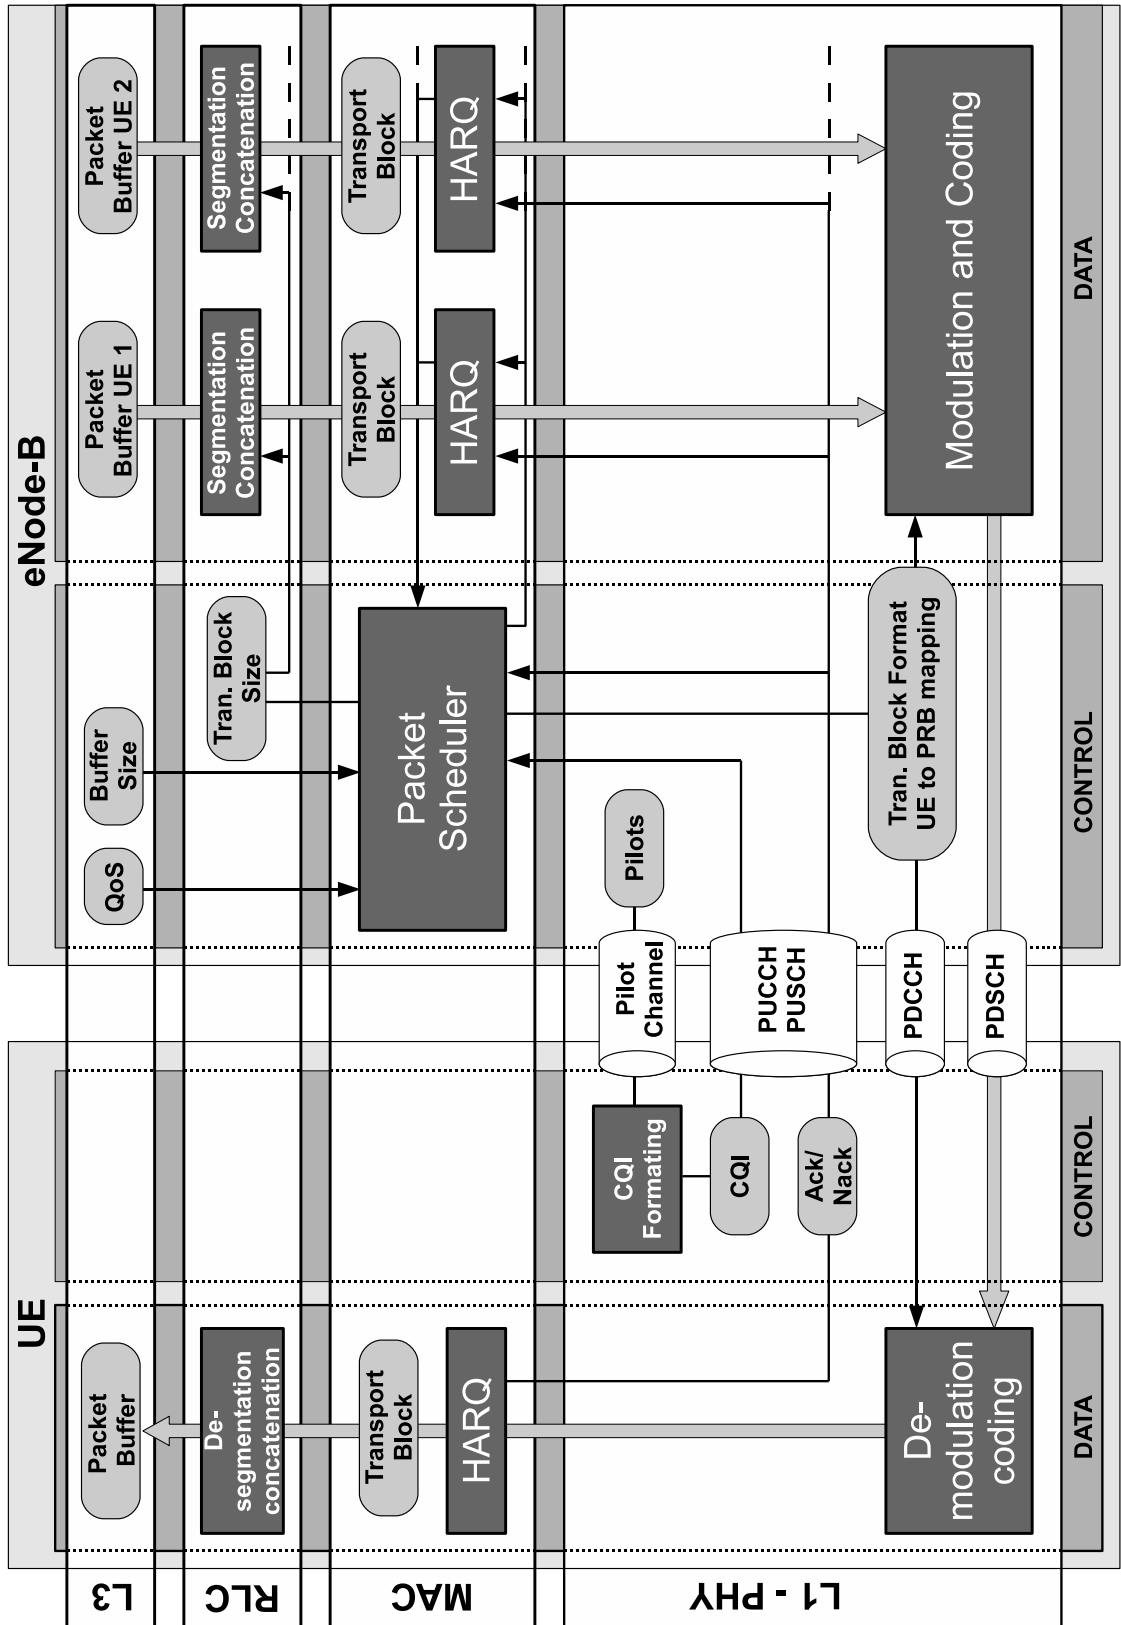 UE
eNode-B
L3
Packet
Buffer
QoS
Buffer
Size
Packet
Buffer UE 1
Packet
Buffer UE 2
RLC
De-
segmentation
concatenation
Tran. Block
Size
Segmentation
Concatenation
Segmentation
Concatenation
MAC
Transport
Block
HARQ
Packet
Scheduler
Transport
Block
HARQ
Transport
Block
HARQ
L1 - PHY
CQI
Formating
Pilot
Channel
Pilots
CQI
Ack/
Nack
PUCCH
PUSCH
De-
modulation
coding
PDCCH
PDSCH
Tran. Block Format
UE to PRB mapping
Modulation and Coding
DATA
CONTROL
CONTROL
DATA